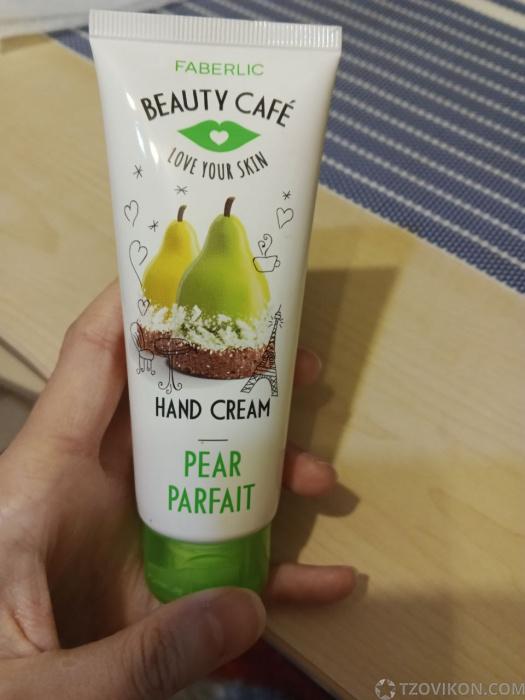 FABERLIC
BEAUTY CAFÉ
LOVE YOUR SKIN
HAND CREAM
PEAR
PARFAIT
TZOVIKON.COM